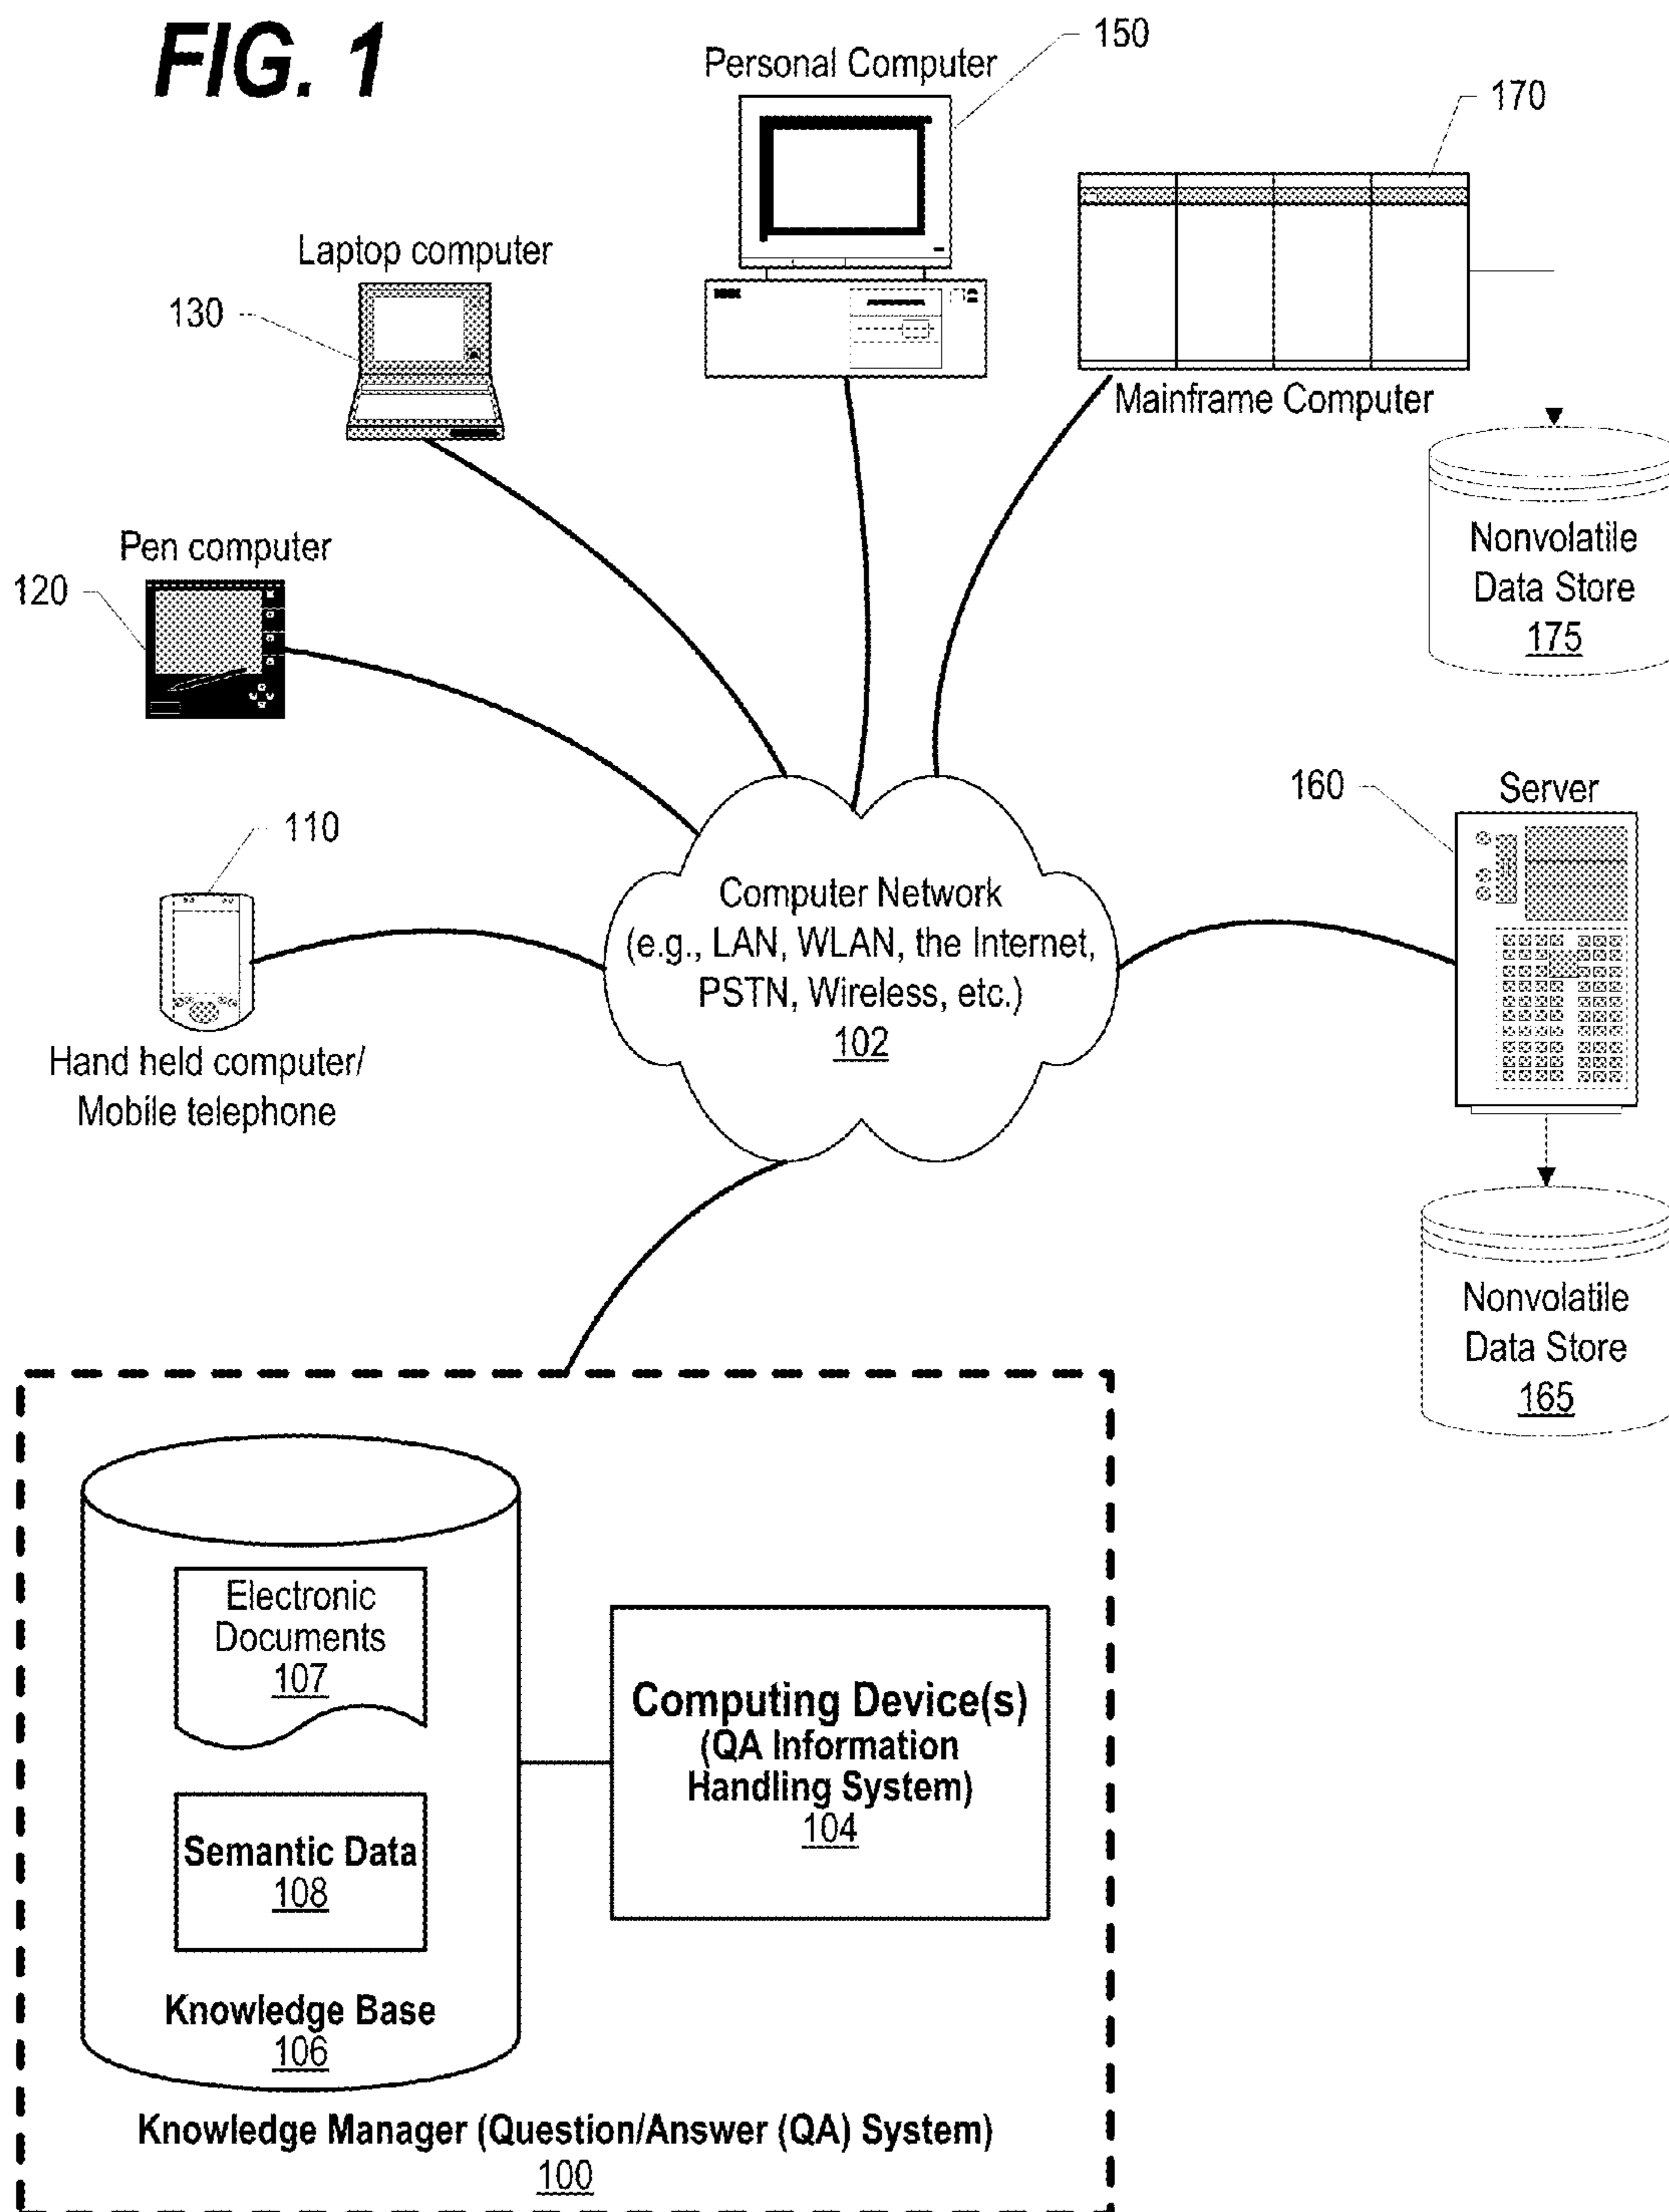 FIG. 1
Personal Computer
150
170
Laptop computer
130
Mainframe Computer
Pen computer
120
Nonvolatile
Data Store
175
110
Hand held computer/
Mobile telephone
Computer Network
(e.g., LAN, WLAN, the Internet,
PSTN, Wireless, etc.)
102
160
Server
Nonvolatile
Data Store
165
Electronic
Documents
107
Semantic Data
108
Knowledge Base
106
Computing Device(s)
(QA Information
Handling System)
104
Knowledge Manager (Question/Answer (QA) System)
100